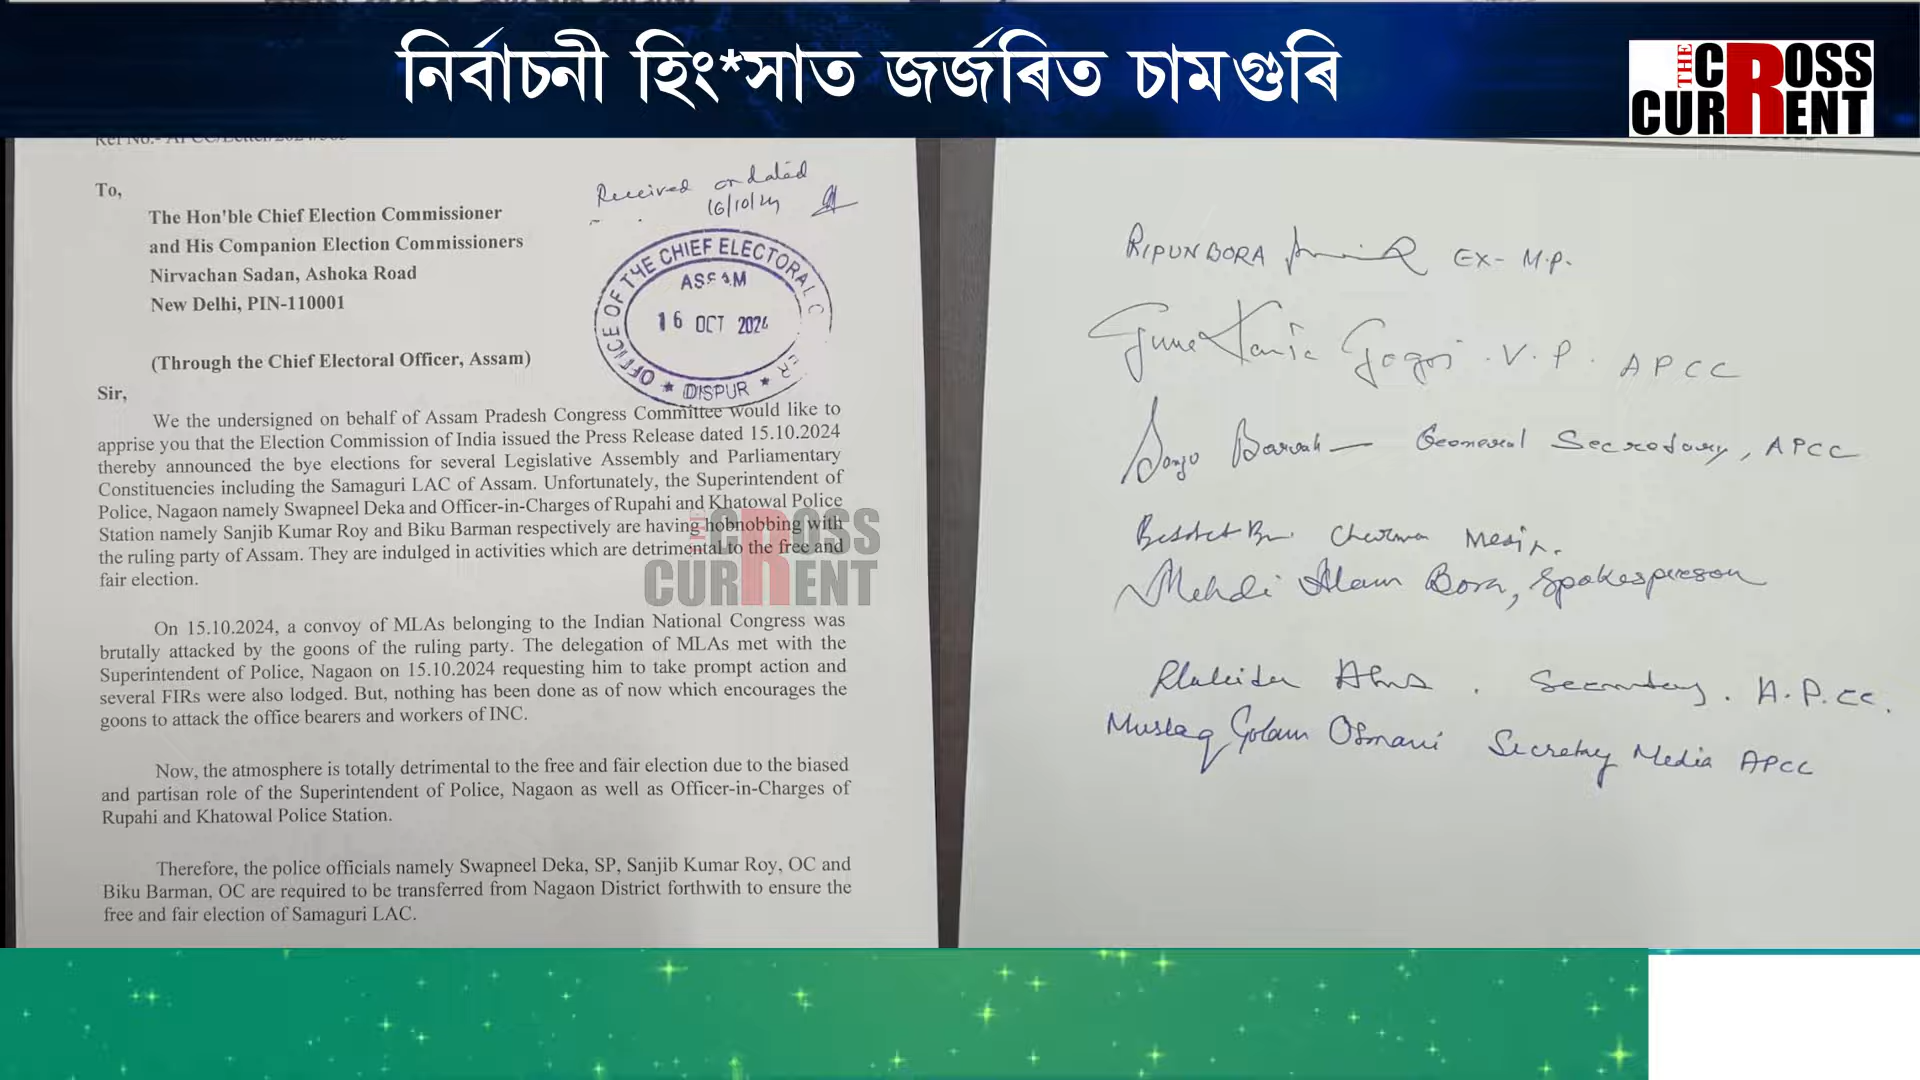 নিৰ্বাচনী হিং*সাত জৰ্জৰিত চামগুৰি
THE CROSS CURRENT
To,
The Hon'ble Chief Election Commissioner
and His Companion Election Commissioners
Nirvachan Sadan, Ashoka Road
New Delhi, PIN-110001
(Through the Chief Electoral Officer, Assam)
Received on dated
16/10/24
OFFICE OF THE CHIEF ELECTORAL
ASSAM
16 OCT 2024
* DISPUR *
Sir,
We the undersigned on behalf of Assam Pradesh Congress Committee would like to
apprise you that the Election Commission of India issued the Press Release dated 15.10.2024
thereby announced the bye elections for several Legislative Assembly and Parliamentary
Constituencies including the Samaguri LAC of Assam. Unfortunately, the Superintendent of
Police, Nagaon namely Swapneel Deka and Officer-in-Charges of Rupahi and Khatowal Police
Station namely Sanjib Kumar Roy and Biku Barman respectively are having hobnobbing with
the ruling party of Assam. They are indulged in activities which are detrimental to the free and
fair election.
THE CROSS CURRENT
On 15.10.2024, a convoy of MLAs belonging to the Indian National Congress was
brutally attacked by the goons of the ruling party. The delegation of MLAs met with the
Superintendent of Police, Nagaon on 15.10.2024 requesting him to take prompt action and
several FIRs were also lodged. But, nothing has been done as of now which encourages the
goons to attack the office bearers and workers of INC.
Now, the atmosphere is totally detrimental to the free and fair election due to the biased
and partisan role of the Superintendent of Police, Nagaon as well as Officer-in-Charges of
Rupahi and Khatowal Police Station.
Therefore, the police officials namely Swapneel Deka, SP, Sanjib Kumar Roy, OC and
Biku Barman, OC are required to be transferred from Nagaon District forthwith to ensure the
free and fair election of Samaguri LAC.
RIPUN BORA EX- M.P.
Gogoi. V.P. APCC
Baruah — General Secretary, APCC
Mehdi Alam Bora, Spokesperson
Secretary. A.P.CC.
Mustaq Golam Osmani Secretary Media APCC